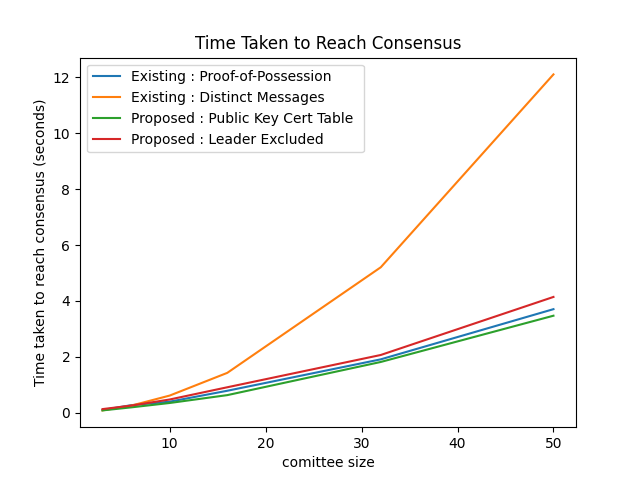 Time Taken to Reach Consensus
Existing : Proof-of-Possession
Existing : Distinct Messages
Proposed : Public Key Cert Table
Proposed : Leader Excluded
Time taken to reach consensus (seconds)
12
10
8
6
4
2
0
10 20 30 40 50
comittee size